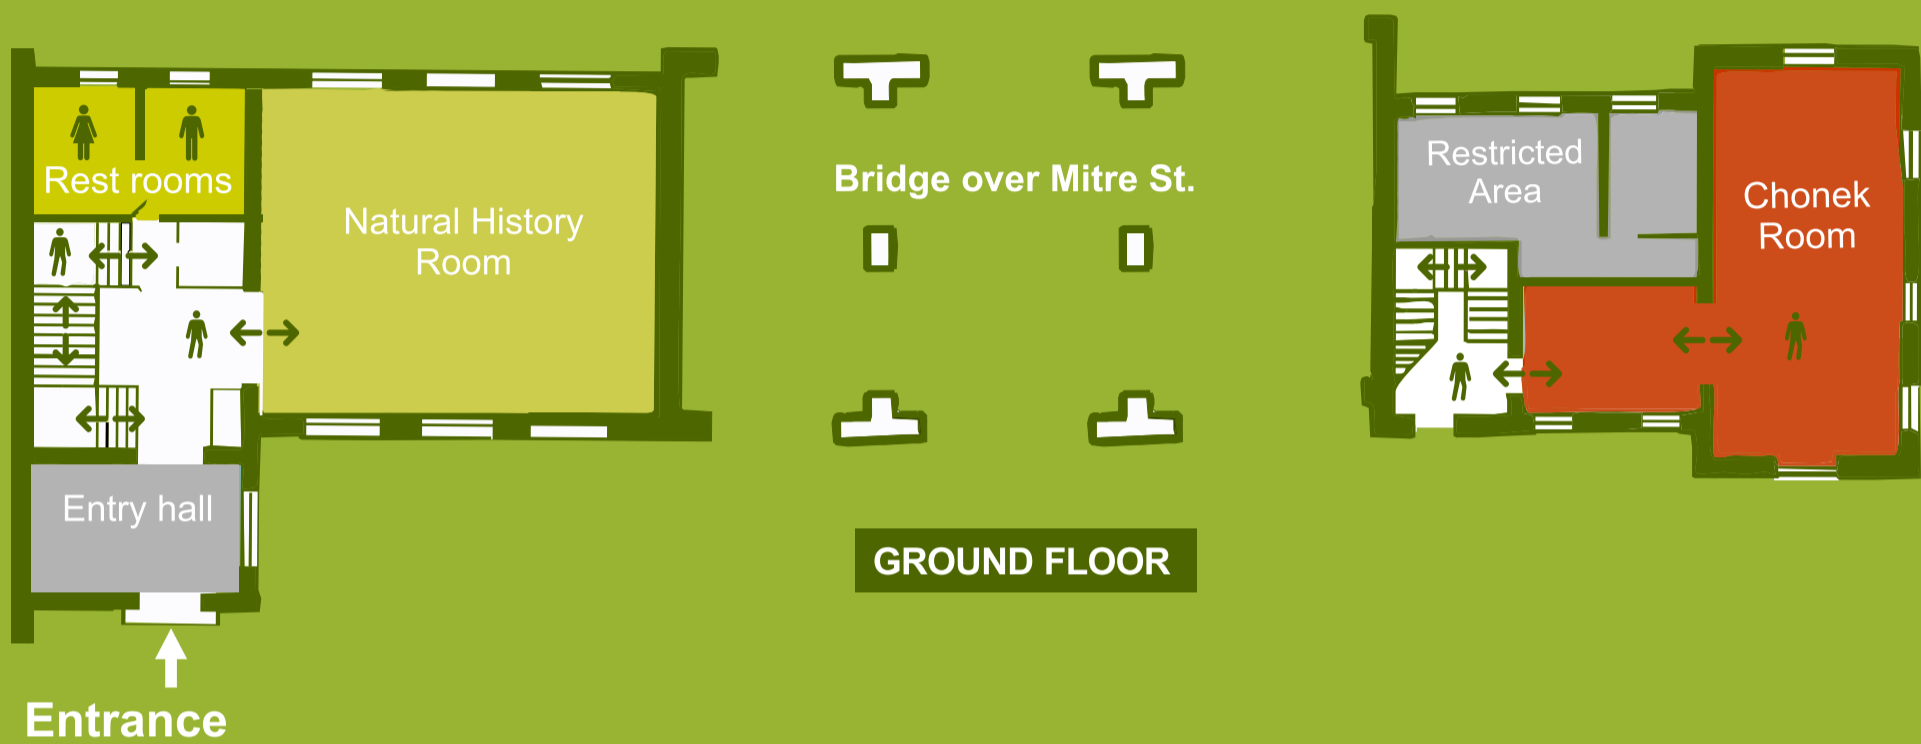 Rest rooms
Natural History
Room
Bridge over Mitre St.
Restricted
Area
Chonek
Room
Entry hall
GROUND FLOOR
Entrance